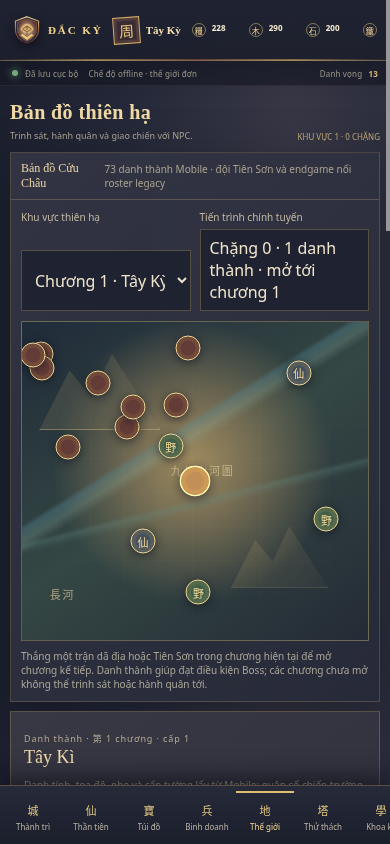 ĐẮC KỶ
周 Tây Kỳ
糧 228
木 290
石 200
鐵
Đã lưu cục bộ Chế độ offline · thế giới đơn
Danh vọng 13
Bản đồ thiên hạ
Trinh sát, hành quân và giao chiến với NPC.
KHU VỰC 1 · 0 CHẶNG
Bản đồ Cửu Châu
73 danh thành Mobile · đội Tiên Sơn và endgame nối roster legacy
Khu vực thiên hạ
Chương 1 · Tây Kỳ
Tiến trình chính tuyến
Chặng 0 · 1 danh thành · mở tới chương 1
仙
野
九 河圖
野
仙
野
長河
Thắng một trận dã địa hoặc Tiên Sơn trong chương hiện tại để mở chương kế tiếp. Danh thành giúp đạt điều kiện Boss; các chương chưa mở không thể trinh sát hoặc hành quân tới.
Danh thành · 第 1 chương · cấp 1
Tây Kì
城 Thành trì
仙 Thần tiên
寶 Túi đồ
兵 Binh doanh
地 Thế giới
塔 Thử thách
學 Khoa k